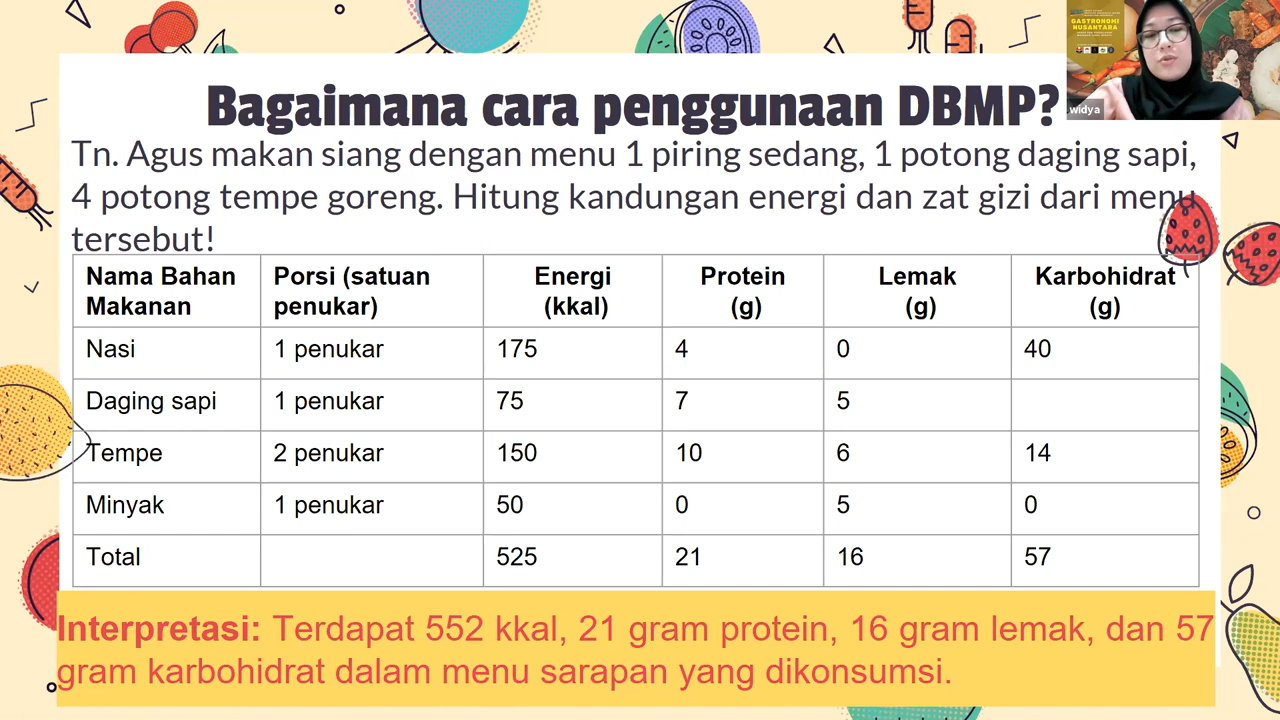 GASTRONOMI
NUSANTARA
widya
Bagaimana cara penggunaan DBMP?
Tn. Agus makan siang dengan menu 1 piring sedang, 1 potong daging sapi,
4 potong tempe goreng. Hitung kandungan energi dan zat gizi dari menu
tersebut!
Nama Bahan Makanan Porsi (satuan penukar) Energi (kkal) Protein (g) Lemak (g) Karbohidrat (g)
Nasi 1 penukar 175 4 0 40
Daging sapi 1 penukar 75 7 5
Tempe 2 penukar 150 10 6 14
Minyak 1 penukar 50 0 5 0
Total 525 21 16 57
Interpretasi: Terdapat 552 kkal, 21 gram protein, 16 gram lemak, dan 57
gram karbohidrat dalam menu sarapan yang dikonsumsi.